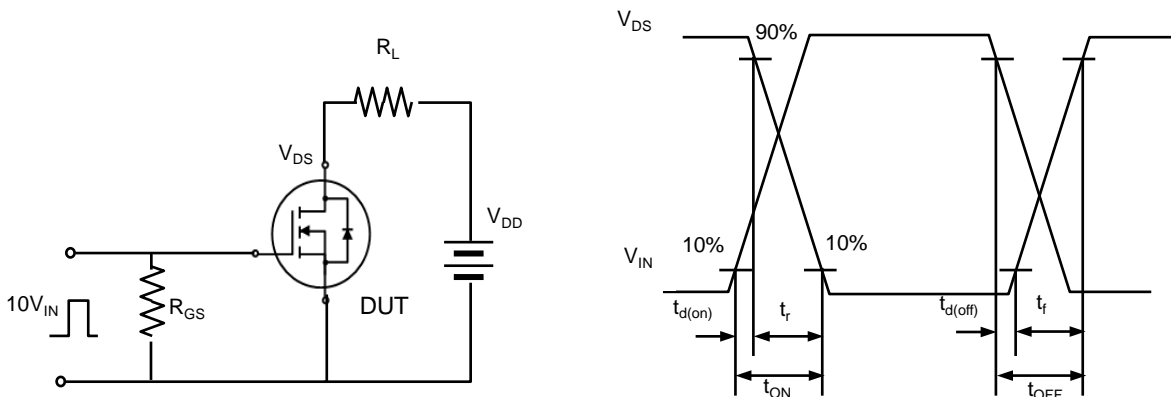 R_L
V_DS
V_DD
10V_IN
R_GS
DUT
V_DS
90%
V_IN
10%
10%
t_d(on)
t_r
t_d(off)
t_f
t_ON
t_OFF